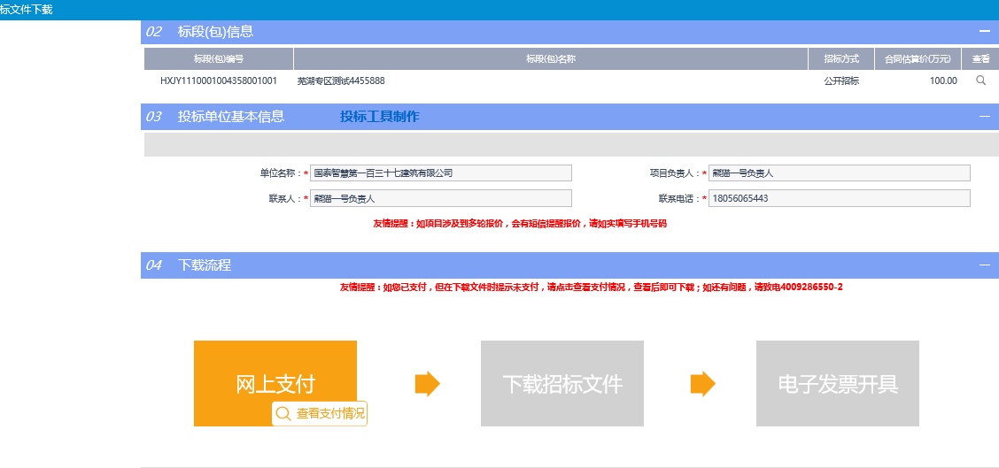 标文件下载
02 标段(包)信息
标段(包)编号 标段(包)名称 招标方式 合同估算价(万元) 查看
HXJY1110001004358001001 芜湖专区测试4455888 公开招标 100.00
03 投标单位基本信息 投标工具制作
单位名称：* 国泰智慧第一百三十七建筑有限公司 项目负责人：* 熊猫一号负责人
联系人：* 熊猫一号负责人 联系电话：* 18056065443
友情提醒：如项目涉及到多轮报价，会有短信提醒报价，请如实填写手机号码
04 下载流程
友情提醒：如您已支付，但在下载文件时提示未支付，请点击查看支付情况，查看后即可下载；如还有问题，请致电4009286550-2
网上支付 下载招标文件 电子发票开具
查看支付情况